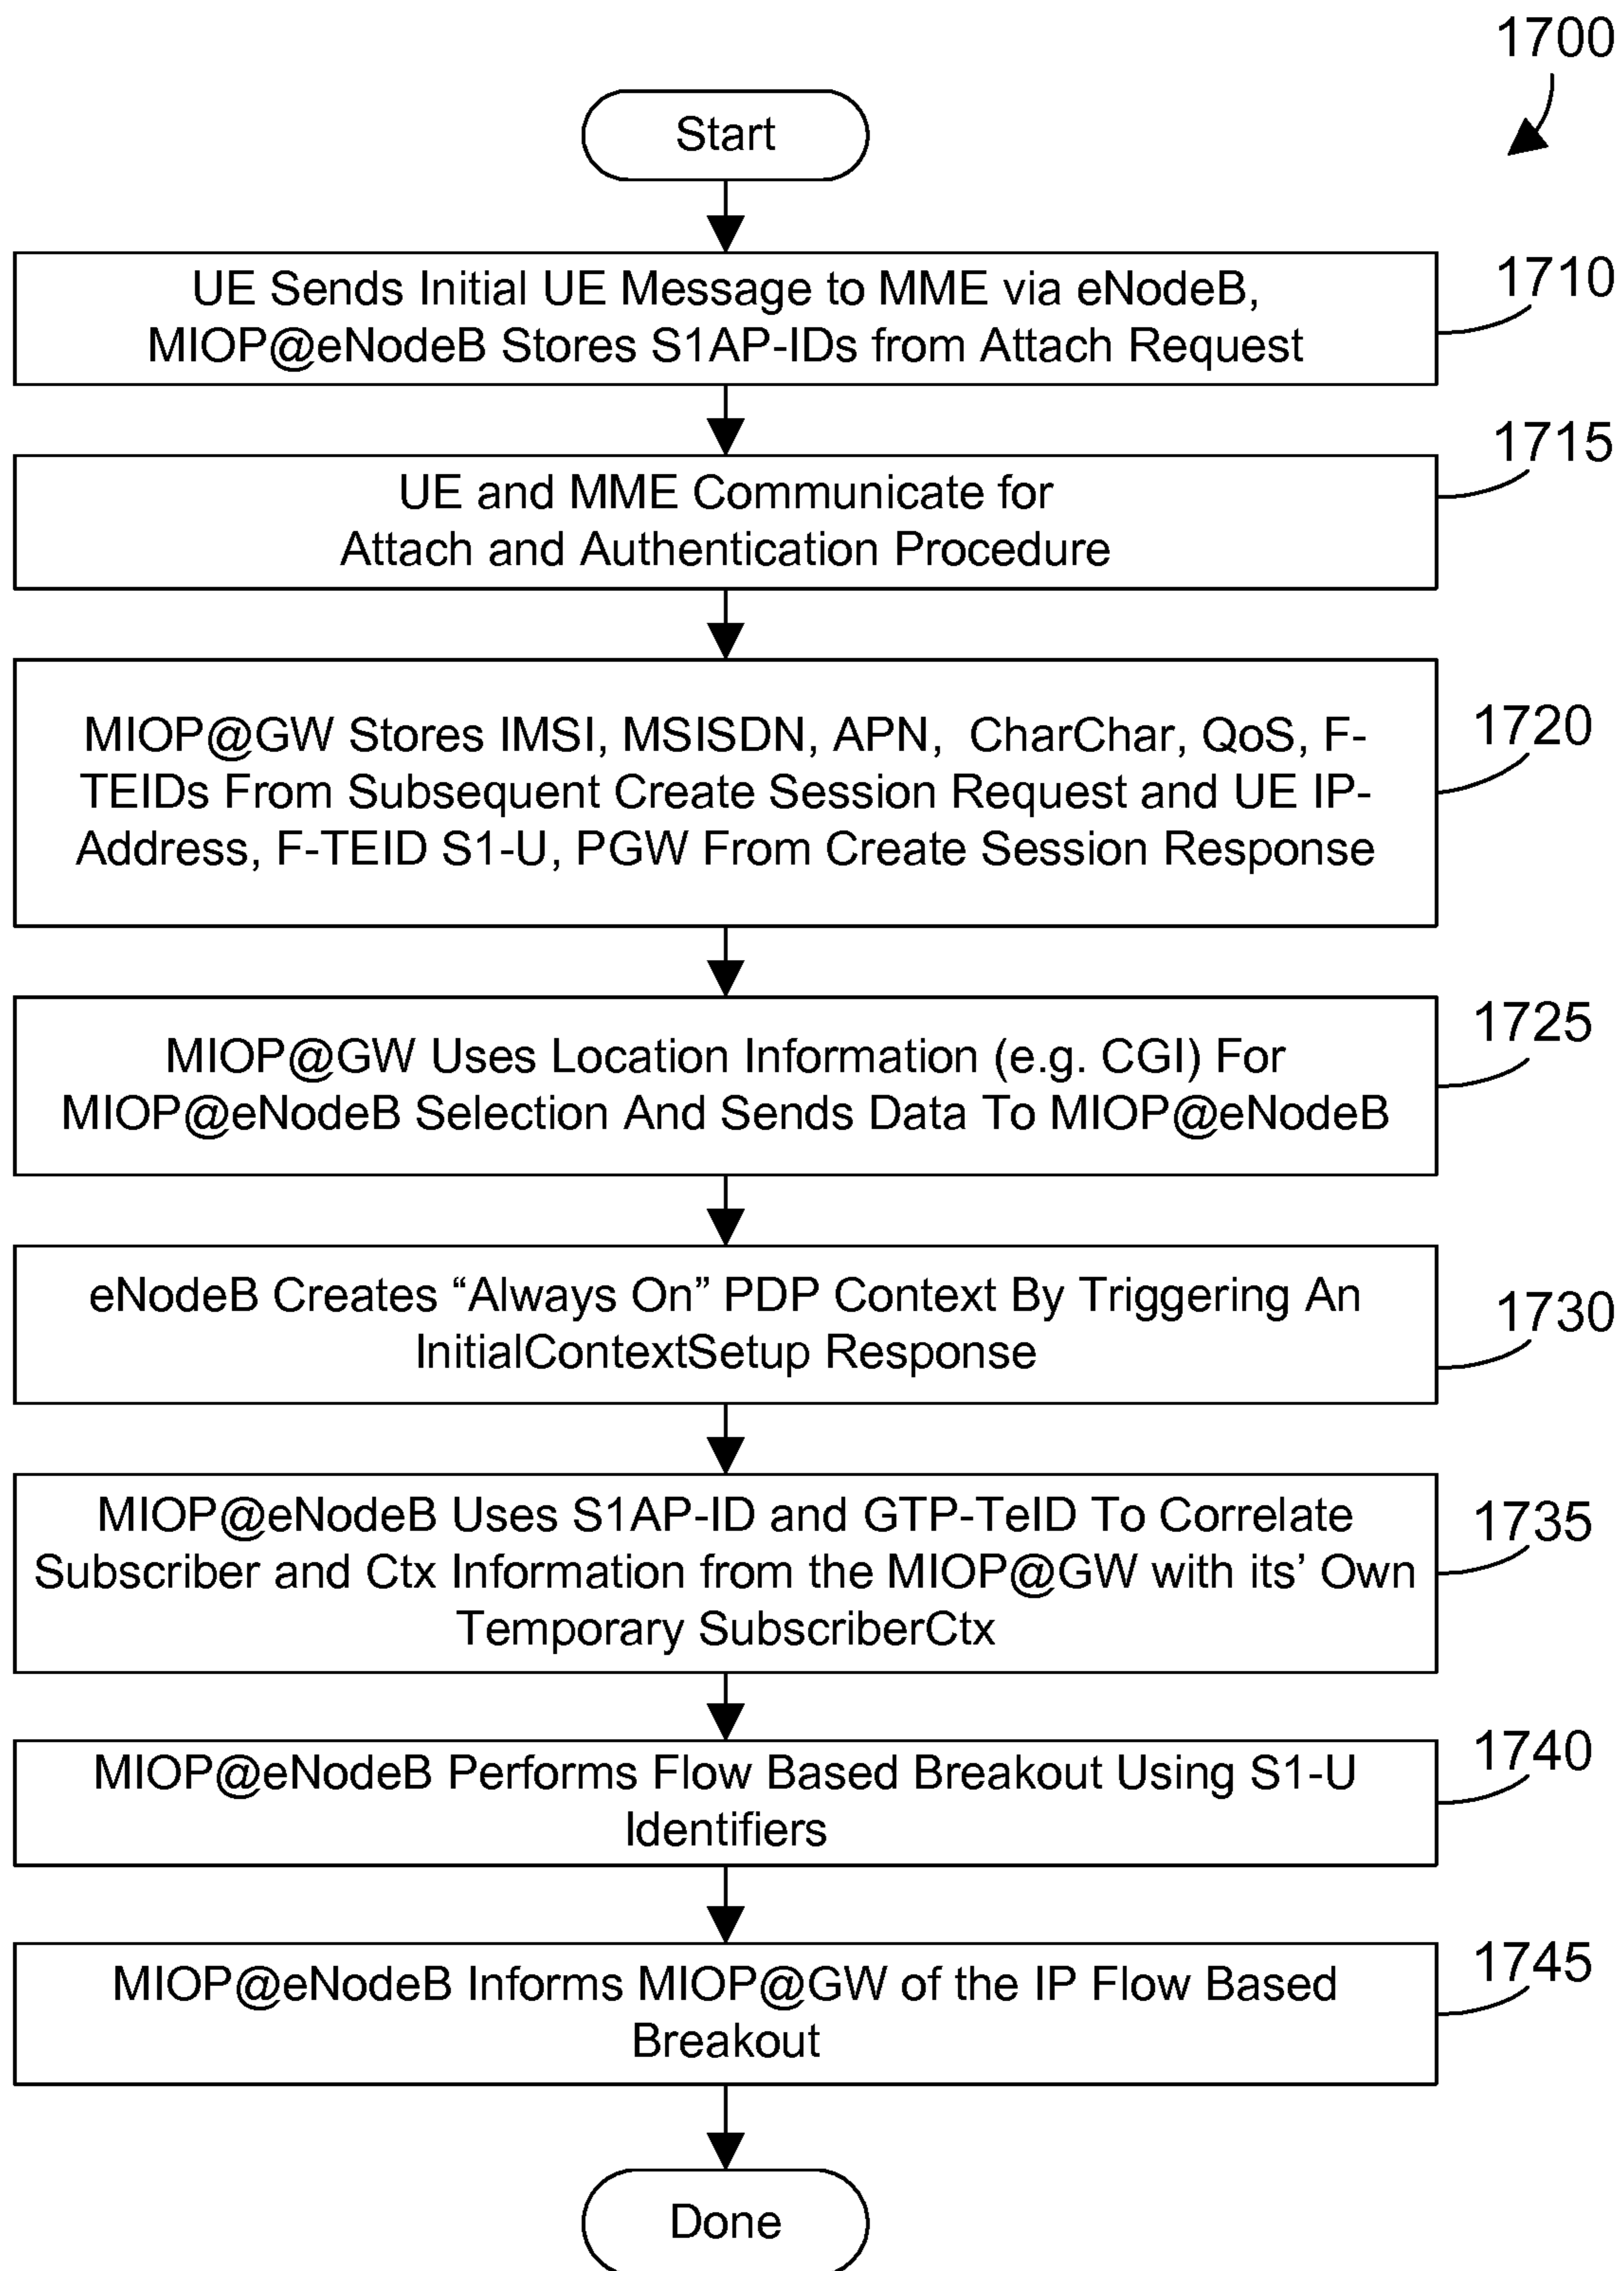 1700
Start
UE Sends Initial UE Message to MME via eNodeB,
MIOP@eNodeB Stores S1AP-IDs from Attach Request
1710
UE and MME Communicate for
Attach and Authentication Procedure
1715
MIOP@GW Stores IMSI, MSISDN, APN, CharChar, QoS, F-
TEIDs From Subsequent Create Session Request and UE IP-
Address, F-TEID S1-U, PGW From Create Session Response
1720
MIOP@GW Uses Location Information (e.g. CGI) For
MIOP@eNodeB Selection And Sends Data To MIOP@eNodeB
1725
eNodeB Creates “Always On” PDP Context By Triggering An
InitialContextSetup Response
1730
MIOP@eNodeB Uses S1AP-ID and GTP-TeID To Correlate
Subscriber and Ctx Information from the MIOP@GW with its’ Own
Temporary SubscriberCtx
1735
MIOP@eNodeB Performs Flow Based Breakout Using S1-U
Identifiers
1740
MIOP@eNodeB Informs MIOP@GW of the IP Flow Based
Breakout
1745
Done